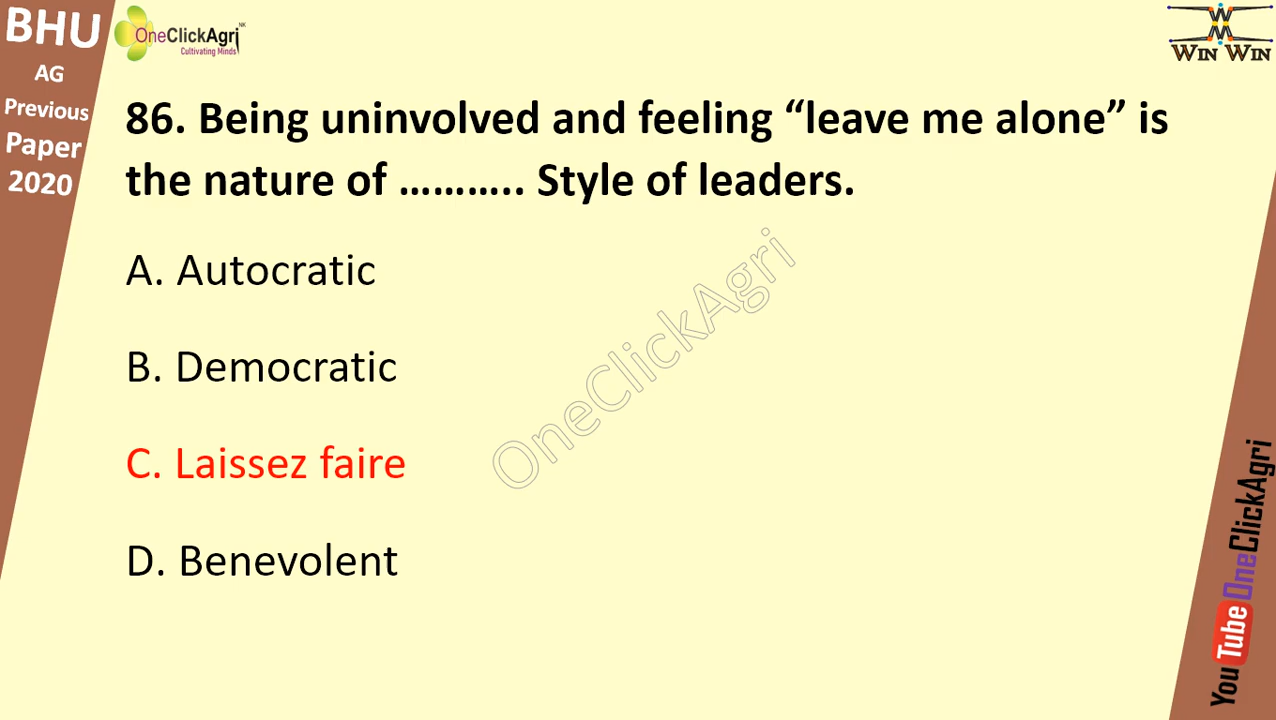 BHU
AG
Previous
Paper
2020
OneClickAgri NK
Cultivating Minds
WIN WIN
86. Being uninvolved and feeling “leave me alone” is
the nature of ……….. Style of leaders.
A. Autocratic
B. Democratic
C. Laissez faire
D. Benevolent
OneClickAgri
YouTube OneClickAgri